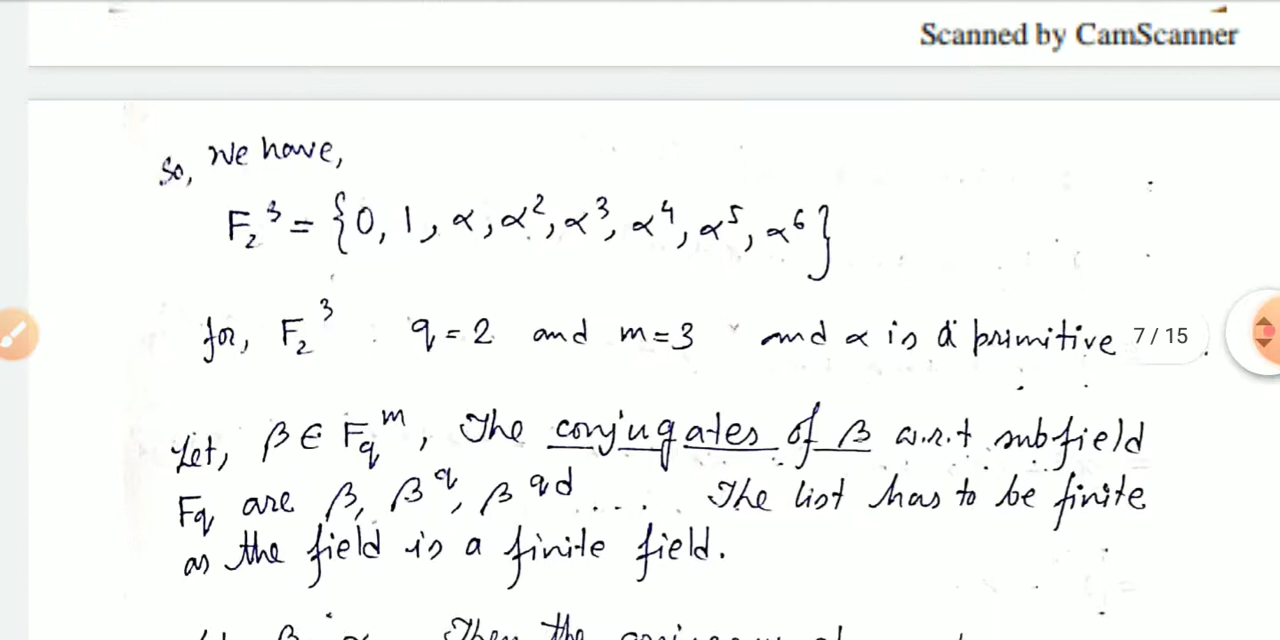 Scanned by CamScanner
So, we have,
F₂³ = {0, 1, α, α², α³, α⁴, α⁵, α⁶}
for, F₂³ q = 2 and m = 3 and α is a primitive
7 / 15
Let, β ∈ F_q^m, The conjugates of β w.r.t subfield
F_q are β, β^q, β^qd .... The list has to be finite
as the field is a finite field.
Then the